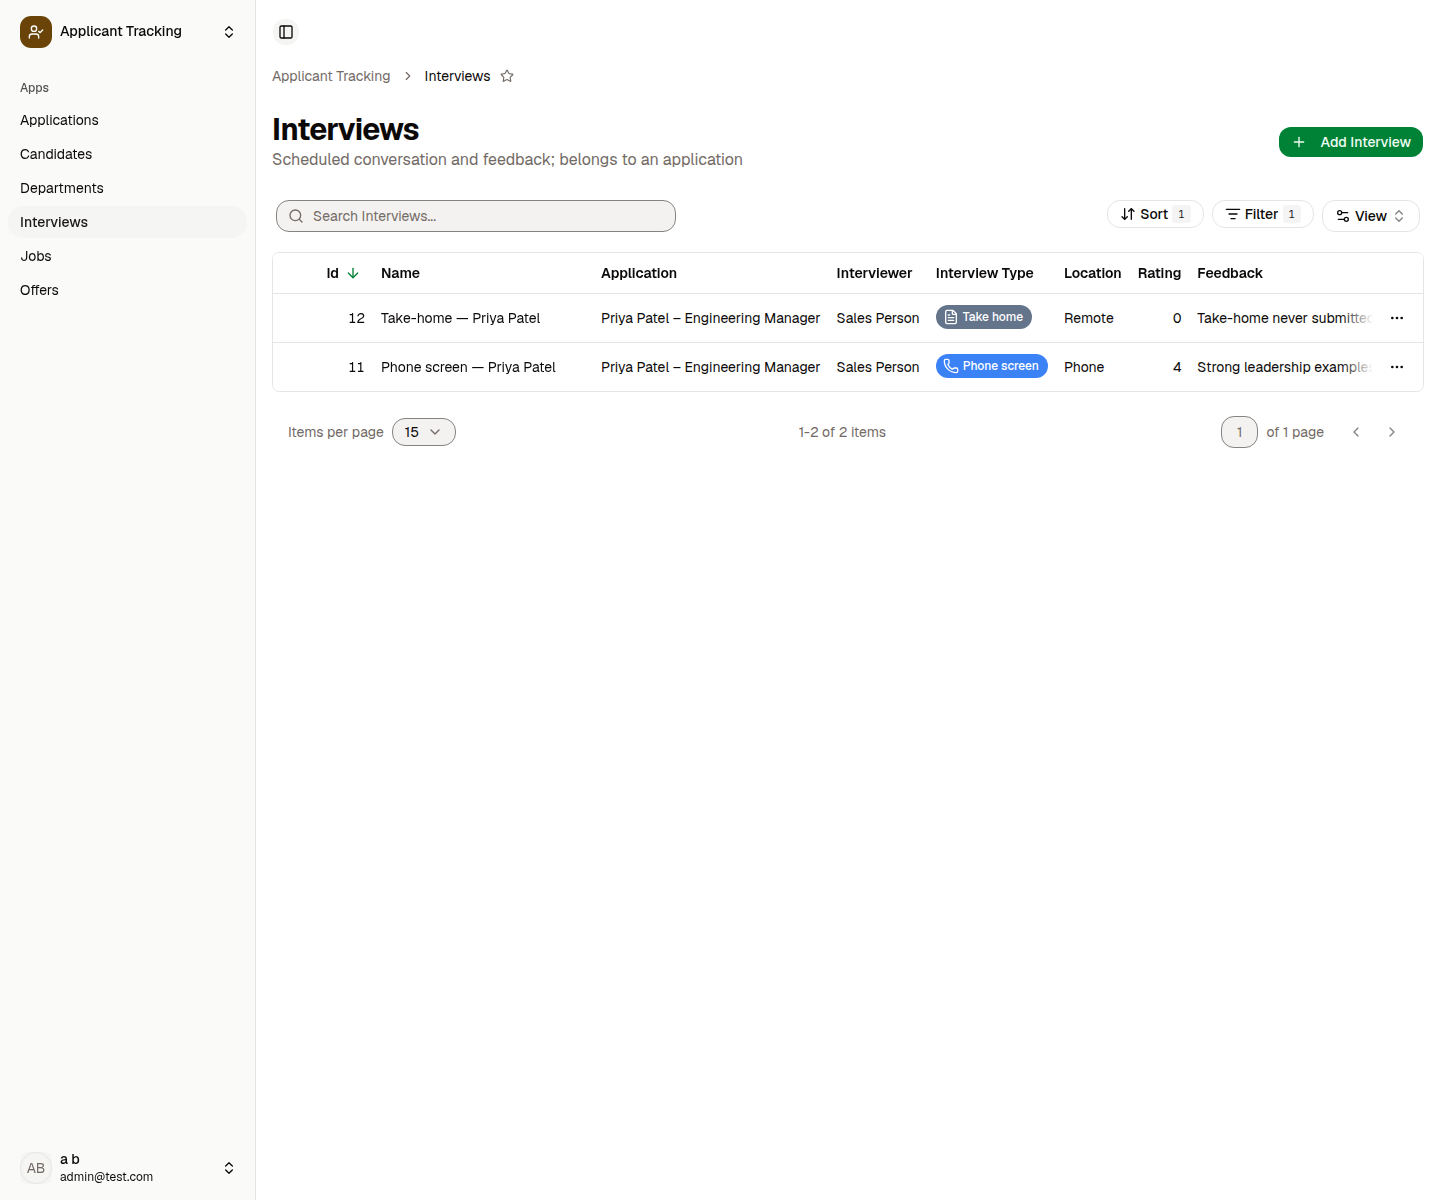 Applicant Tracking
Apps
Applications
Candidates
Departments
Interviews
Jobs
Offers
Applicant Tracking > Interviews
Interviews
Scheduled conversation and feedback; belongs to an application
+ Add Interview
Search Interviews...
Sort 1 Filter 1 View
Id Name Application Interviewer Interview Type Location Rating Feedback
12 Take-home — Priya Patel Priya Patel – Engineering Manager Sales Person Take home Remote 0 Take-home never submitted
11 Phone screen — Priya Patel Priya Patel – Engineering Manager Sales Person Phone screen Phone 4 Strong leadership examples
Items per page 15 1-2 of 2 items 1 of 1 page
AB a b
admin@test.com